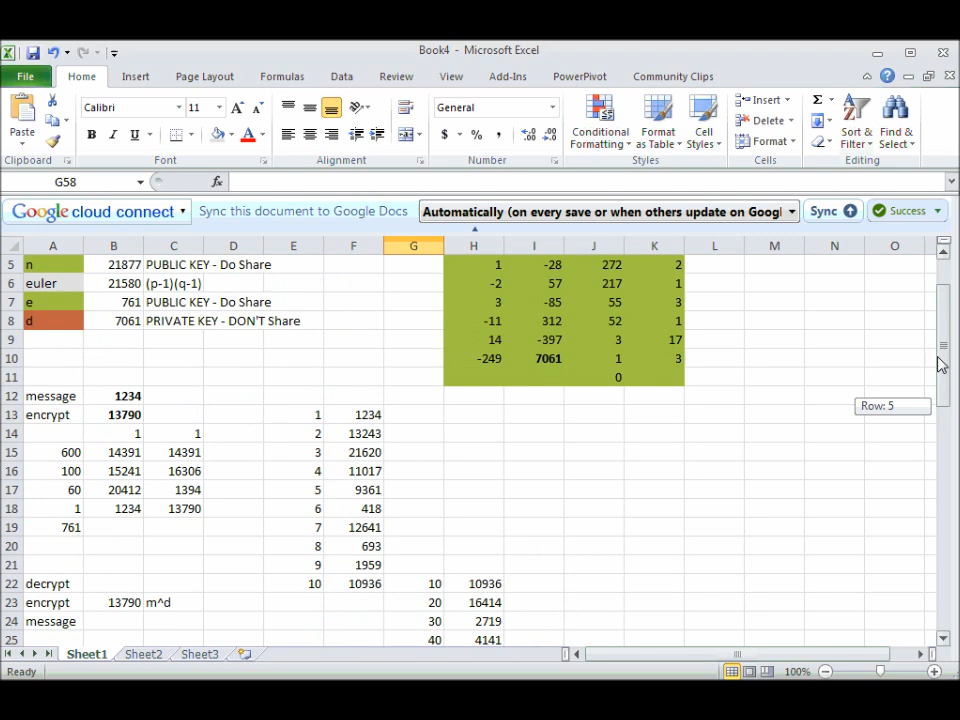 Book4 - Microsoft Excel
File Home Insert Page Layout Formulas Data Review View Add-Ins PowerPivot Community Clips
Paste Calibri 11 A A General Conditional Formatting Format as Table Cell Styles Insert Delete Format Sort & Filter Find & Select
B I U A $ % ,
Clipboard Font Alignment Number Styles Cells Editing
G58 fx
Google cloud connect Sync this document to Google Docs Automatically (on every save or when others update on Googl Sync Success
A B C D E F G H I J K L M N O
5 n 21877 PUBLIC KEY - Do Share 1 -28 272 2
6 euler 21580 (p-1)(q-1) -2 57 217 1
7 e 761 PUBLIC KEY - Do Share 3 -85 55 3
8 d 7061 PRIVATE KEY - DON'T Share -11 312 52 1
9 14 -397 3 17
10 -249 7061 1 3
11 0
12 message 1234
Row: 5
13 encrypt 13790 1 1234
14 1 1 2 13243
15 600 14391 14391 3 21620
16 100 15241 16306 4 11017
17 60 20412 1394 5 9361
18 1 1234 13790 6 418
19 761 7 12641
20 8 693
21 9 1959
22 decrypt 10 10936 10 10936
23 encrypt 13790 m^d 20 16414
24 message 30 2719
25 40 4141
Sheet1 Sheet2 Sheet3
Ready 100%